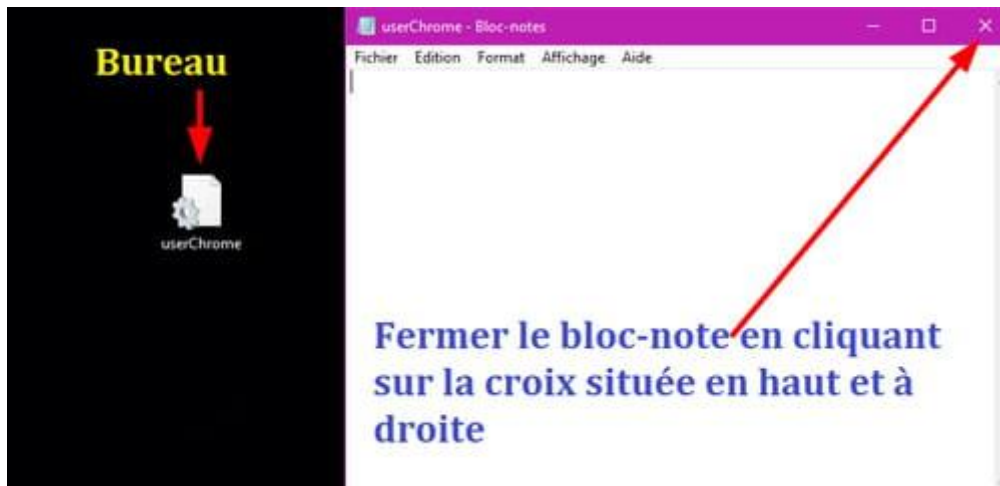 Bureau
userChrome
userChrome - Bloc-notes
Fichier Edition Format Affichage Aide
Fermer le bloc-note en cliquant
sur la croix située en haut et à
droite